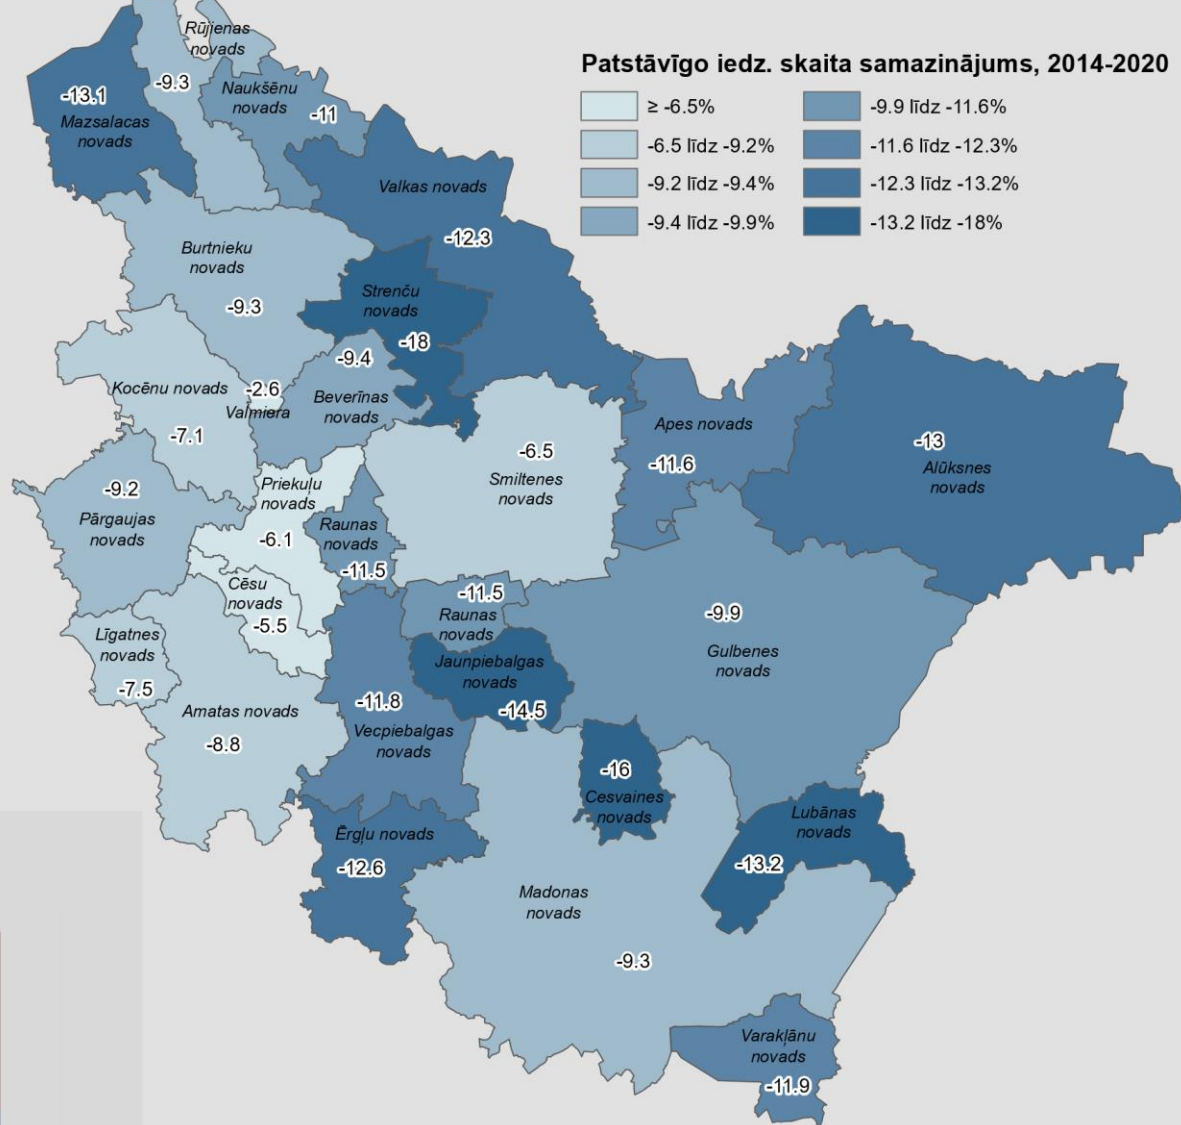 Patstāvīgo iedz. skaita samazinājums, 2014-2020
≥ -6.5%
-6.5 līdz -9.2%
-9.2 līdz -9.4%
-9.4 līdz -9.9%
-9.9 līdz -11.6%
-11.6 līdz -12.3%
-12.3 līdz -13.2%
-13.2 līdz -18%
Rūjienas
novads
-9.3
-13.1
Mazsalacas
novads
Naukšēnu
novads
-11
Valkas novads
-12.3
Burtnieku
novads
-9.3
Strenču
novads
-18
-9.4
Beverīnas
novads
Kocēnu novads
-7.1
-2.6
Valmiera
-6.5
Smiltenes
novads
Apes novads
-11.6
-13
Alūksnes
novads
-9.2
Pārgaujas
novads
Priekuļu
novads
-6.1
Raunas
novads
-11.5
Cēsu
novads
-5.5
-11.5
Raunas
novads
-9.9
Gulbenes
novads
Līgatnes
novads
-7.5
Jaunpiebalgas
novads
-14.5
Amatas novads
-8.8
-11.8
Vecpiebalgas
novads
-16
Cesvaines
novads
Lubānas
novads
-13.2
Ērgļu novads
-12.6
Madonas
novads
-9.3
Varakļānu
novads
-11.9